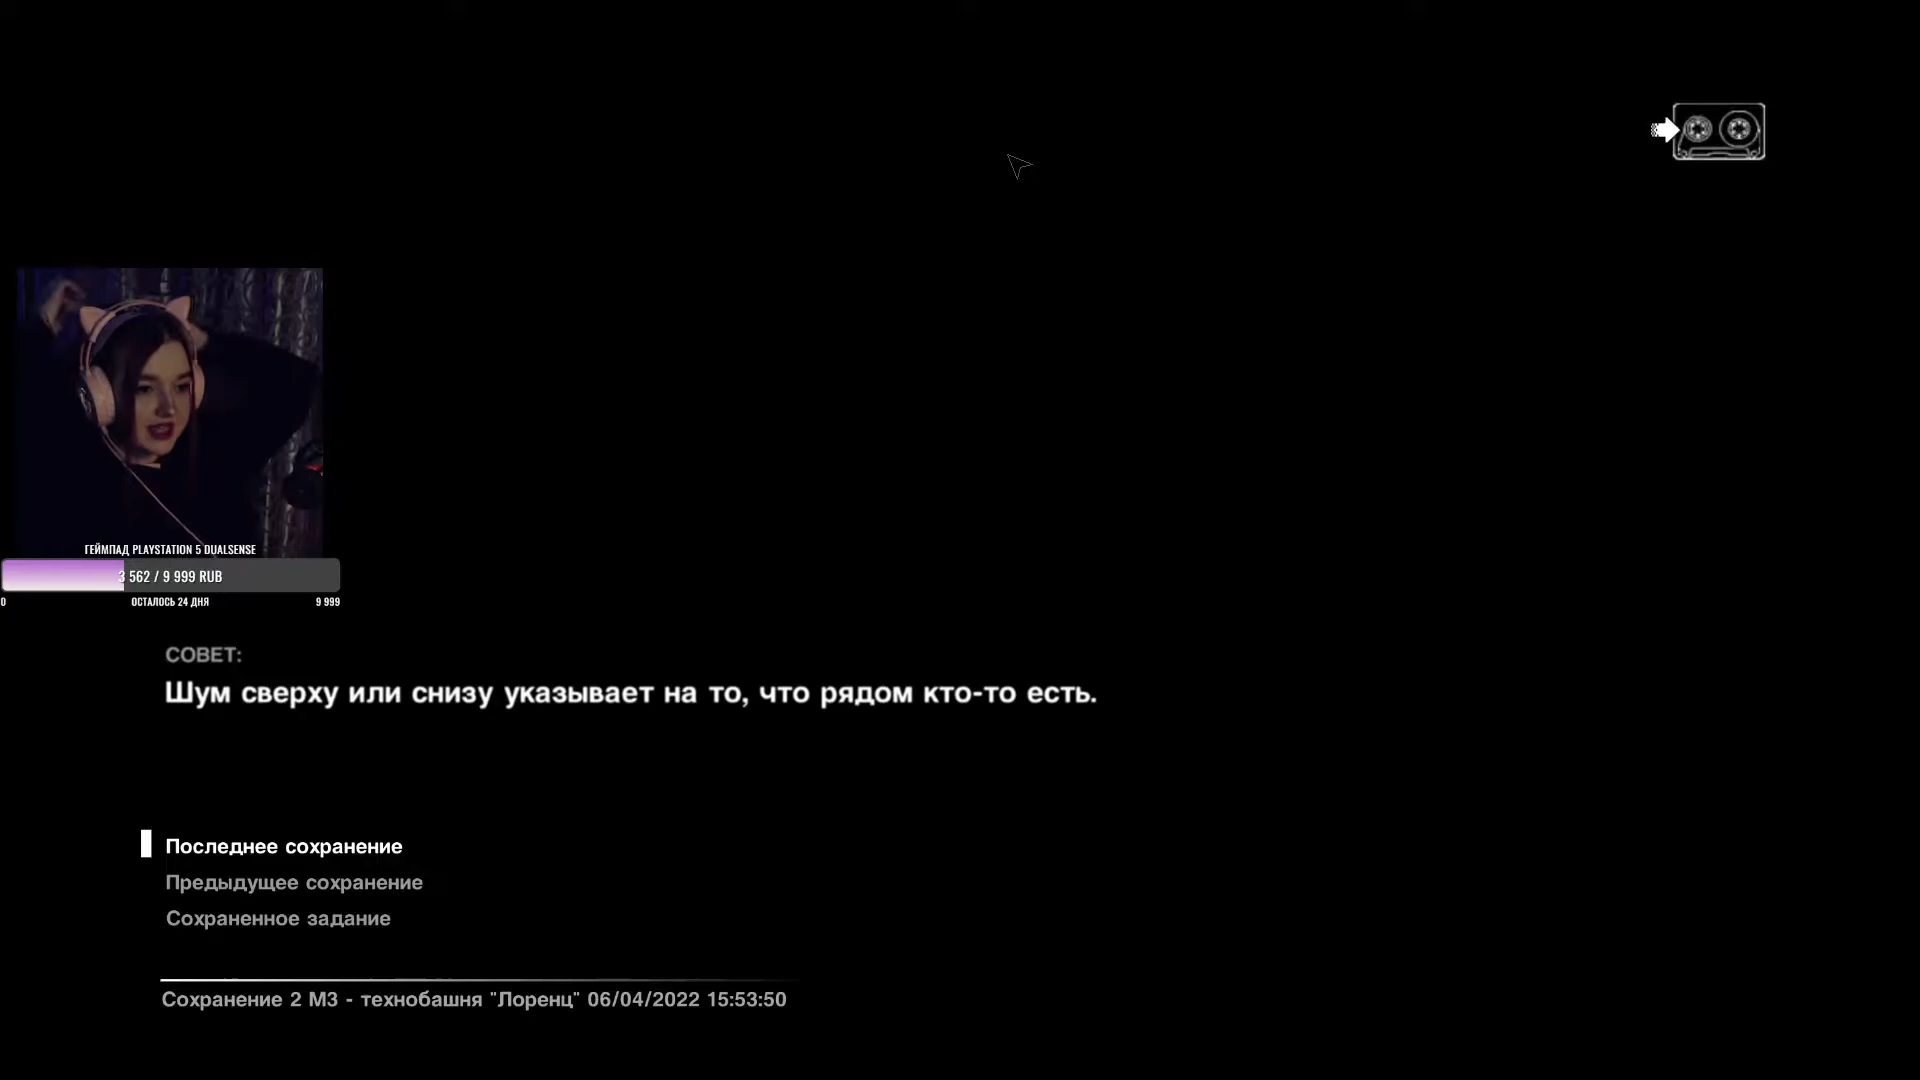 ГЕЙМПАД PLAYSTATION 5 DUALSENSE
3 562 / 9 999 RUB
0 ОСТАЛОСЬ 24 ДНЯ 9 999
СОВЕТ:
Шум сверху или снизу указывает на то, что рядом кто-то есть.
Последнее сохранение
Предыдущее сохранение
Сохраненное задание
Сохранение 2 М3 - технобашня "Лоренц" 06/04/2022 15:53:50